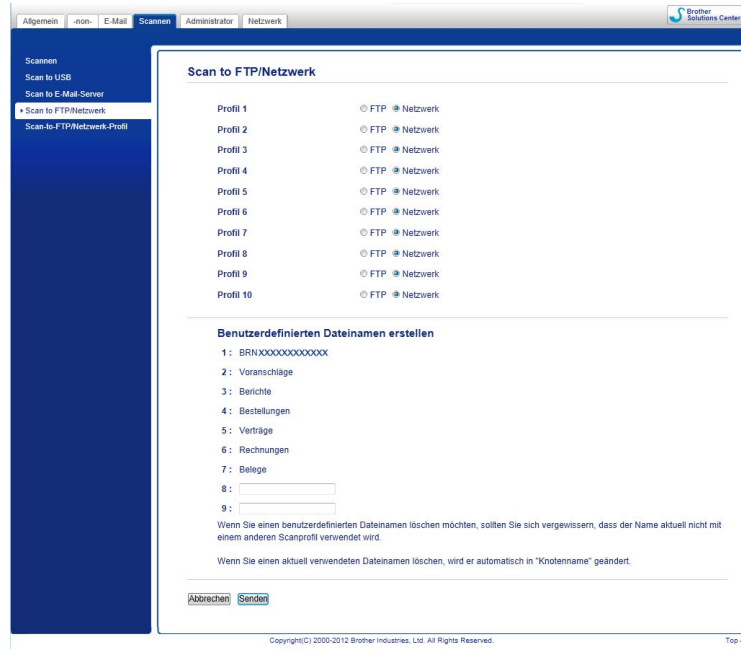 Allgemein -non- E-Mail Scannen Administrator Netzwerk
Brother
Solutions Center
Scannen
Scan to USB
Scan to E-Mail-Server
Scan to FTP/Netzwerk
Scan-to-FTP/Netzwerk-Profil
Scan to FTP/Netzwerk
Profil 1 FTP Netzwerk
Profil 2 FTP Netzwerk
Profil 3 FTP Netzwerk
Profil 4 FTP Netzwerk
Profil 5 FTP Netzwerk
Profil 6 FTP Netzwerk
Profil 7 FTP Netzwerk
Profil 8 FTP Netzwerk
Profil 9 FTP Netzwerk
Profil 10 FTP Netzwerk
Benutzerdefinierten Dateinamen erstellen
1 : BRNXXXXXXXXXXXX
2 : Voranschläge
3 : Berichte
4 : Bestellungen
5 : Verträge
6 : Rechnungen
7 : Belege
8 :
9 :
Wenn Sie einen benutzerdefinierten Dateinamen löschen möchten, sollten Sie sich vergewissern, dass der Name aktuell nicht mit
einem anderen Scanprofil verwendet wird.
Wenn Sie einen aktuell verwendeten Dateinamen löschen, wird er automatisch in "Knotenname" geändert.
Abbrechen Senden
Copyright(C) 2000-2012 Brother Industries, Ltd. All Rights Reserved.
Top